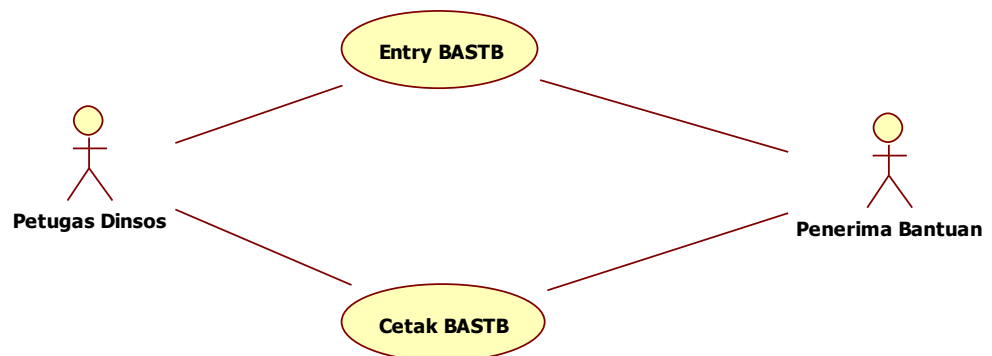 Entry BASTB
Petugas Dinsos
Penerima Bantuan
Cetak BASTB